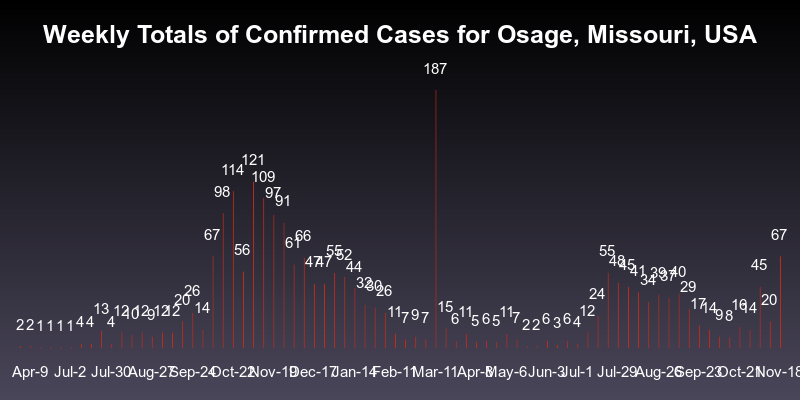 Weekly Totals of Confirmed Cases for Osage, Missouri, USA
2 2 1 1 1 1 4 4 13 4 12 10 12 9 12 12 20 26 14 67 98 114 56 121 109 97 91 61 66 47 47 55 52 44 32 30 26 11 7 9 7 187 15 6 11 5 6 5 11 7 2 2 6 3 6 4 12 24 55 48 45 41 34 39 37 40 29 17 14 9 8 16 14 45 20 67
Apr-9 Jul-2 Jul-30 Aug-27 Sep-24 Oct-22 Nov-19 Dec-17 Jan-14 Feb-11 Mar-11 Apr-8 May-6 Jun-3 Jul-1 Jul-29 Aug-26 Sep-23 Oct-21 Nov-18